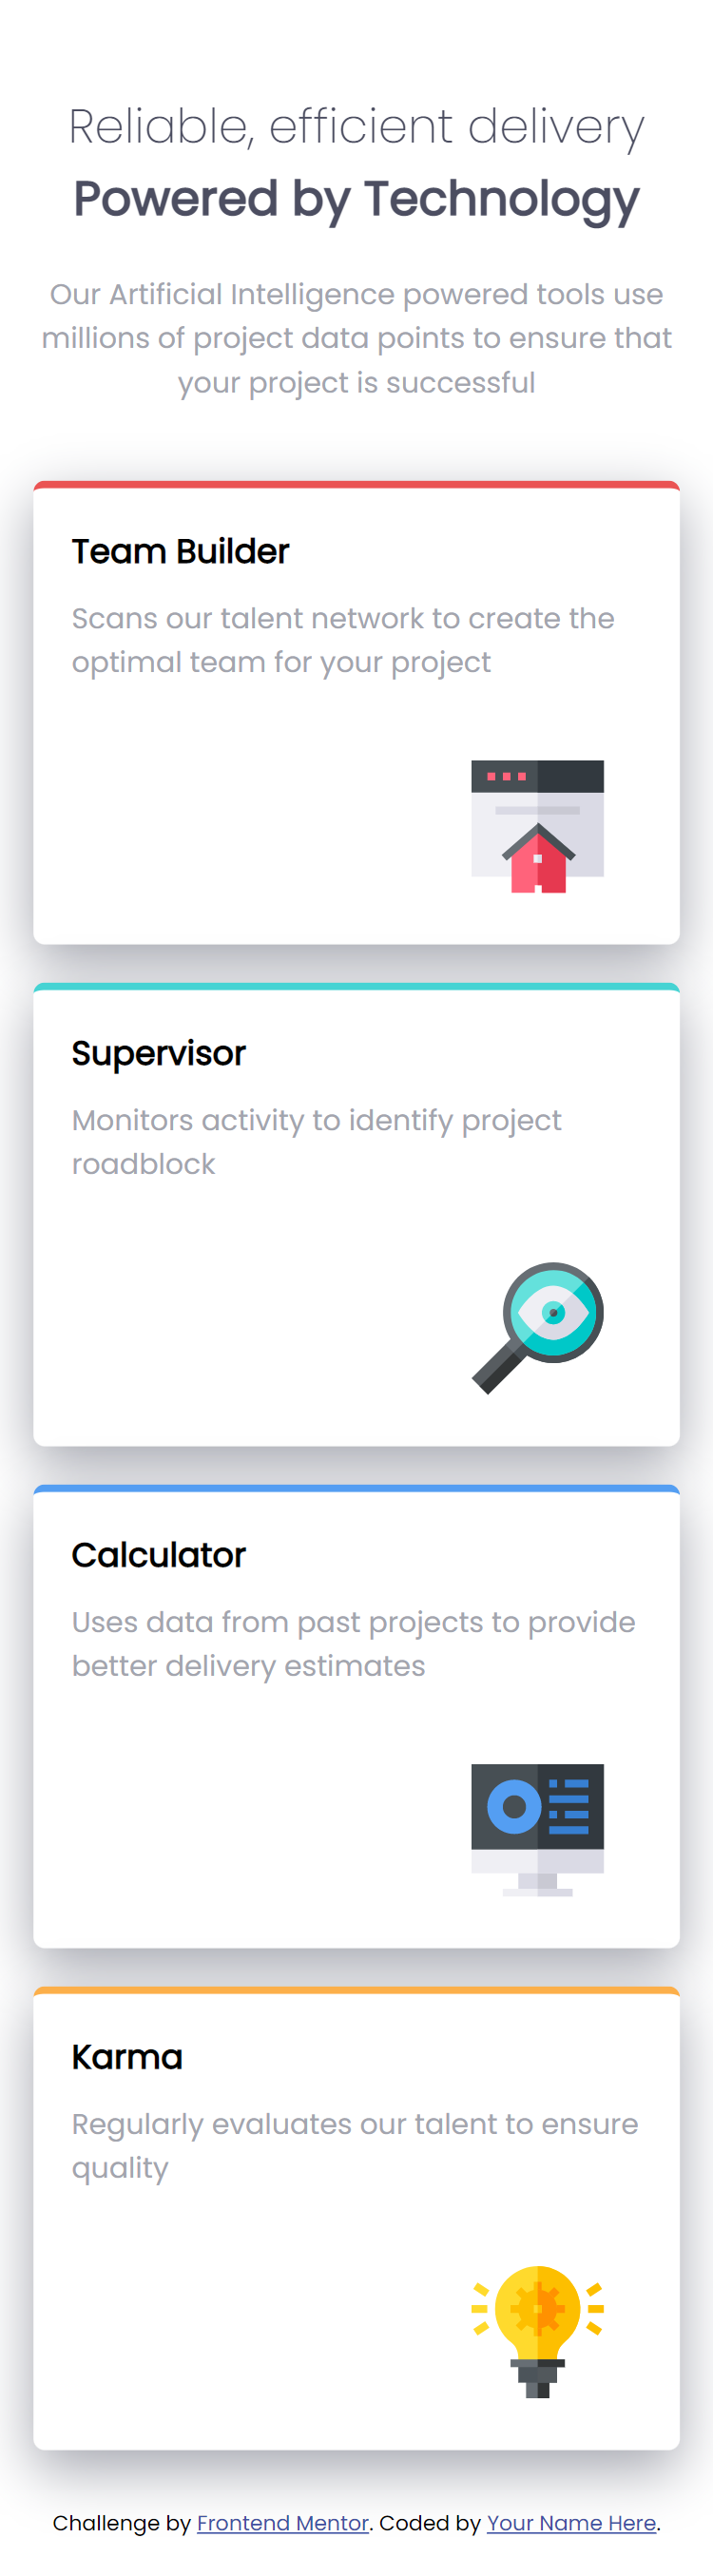 Reliable, efficient delivery
Powered by Technology
Our Artificial Intelligence powered tools use
millions of project data points to ensure that
your project is successful
Team Builder
Scans our talent network to create the
optimal team for your project
Supervisor
Monitors activity to identify project
roadblock
Calculator
Uses data from past projects to provide
better delivery estimates
Karma
Regularly evaluates our talent to ensure
quality
Challenge by Frontend Mentor. Coded by Your Name Here.